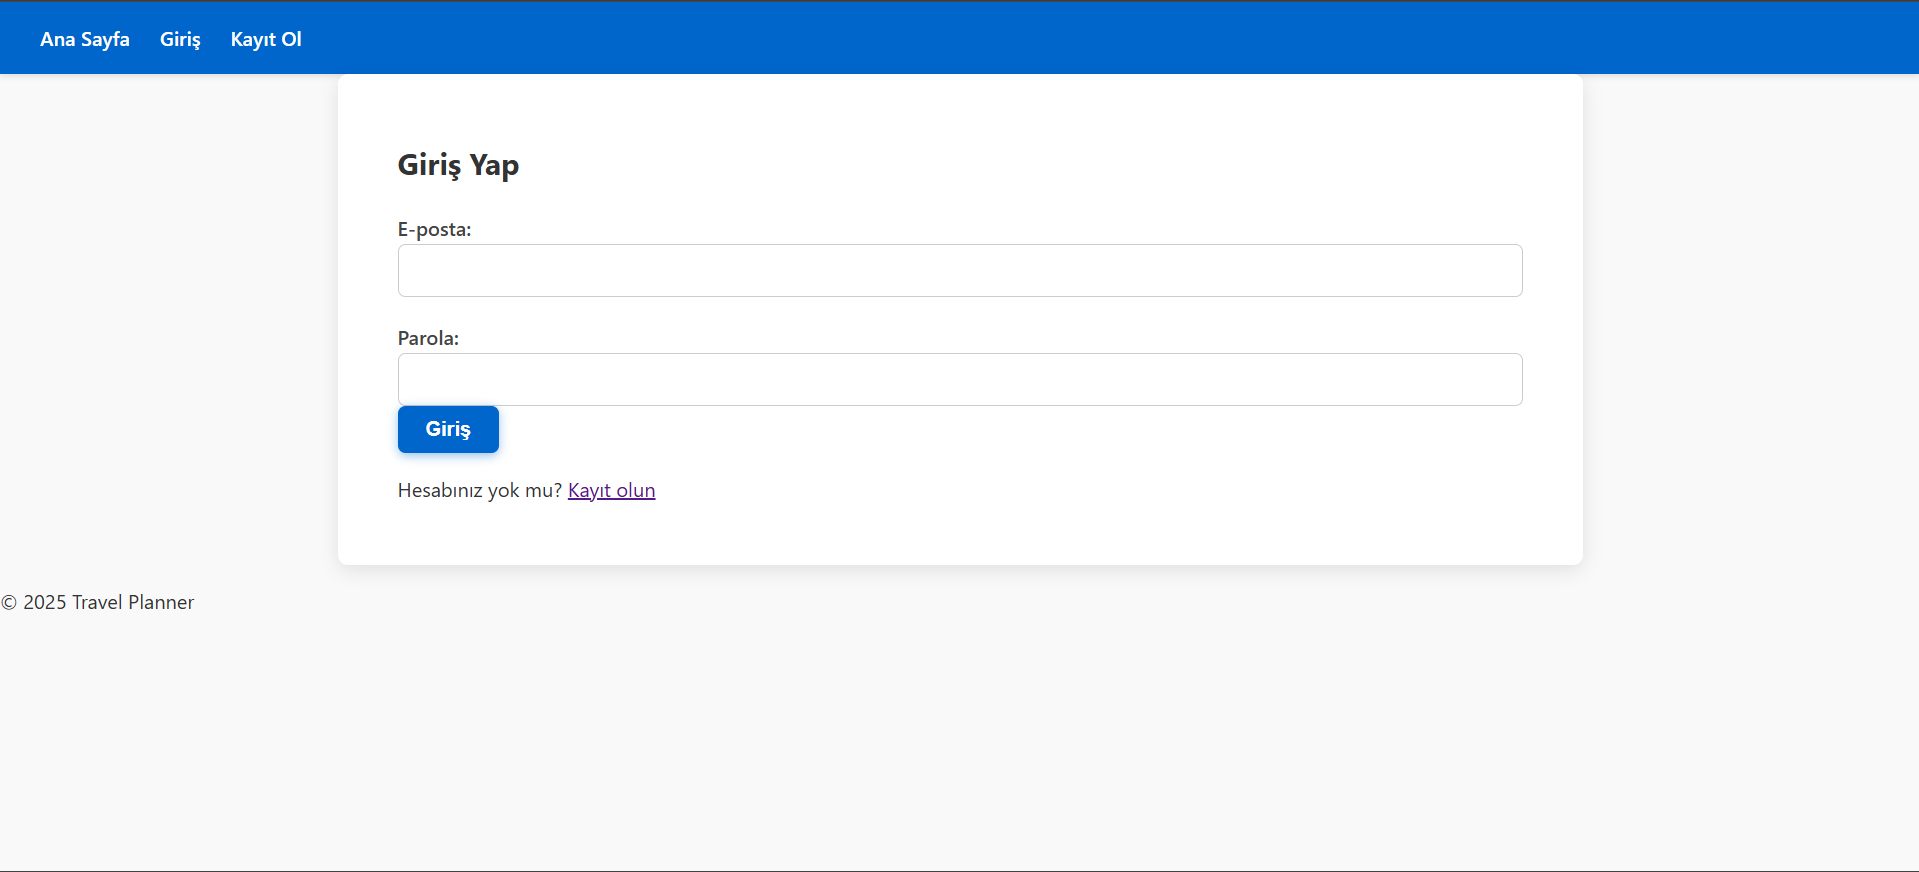 Ana Sayfa Giriş Kayıt Ol
Giriş Yap
E-posta:
Parola:
Giriş
Hesabınız yok mu? Kayıt olun
© 2025 Travel Planner